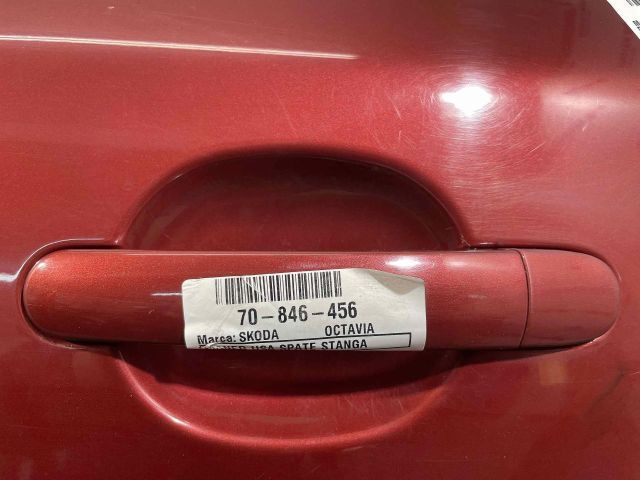 70-846-456
Marca: SKODA OCTAVIA
USA SPATE STANGA